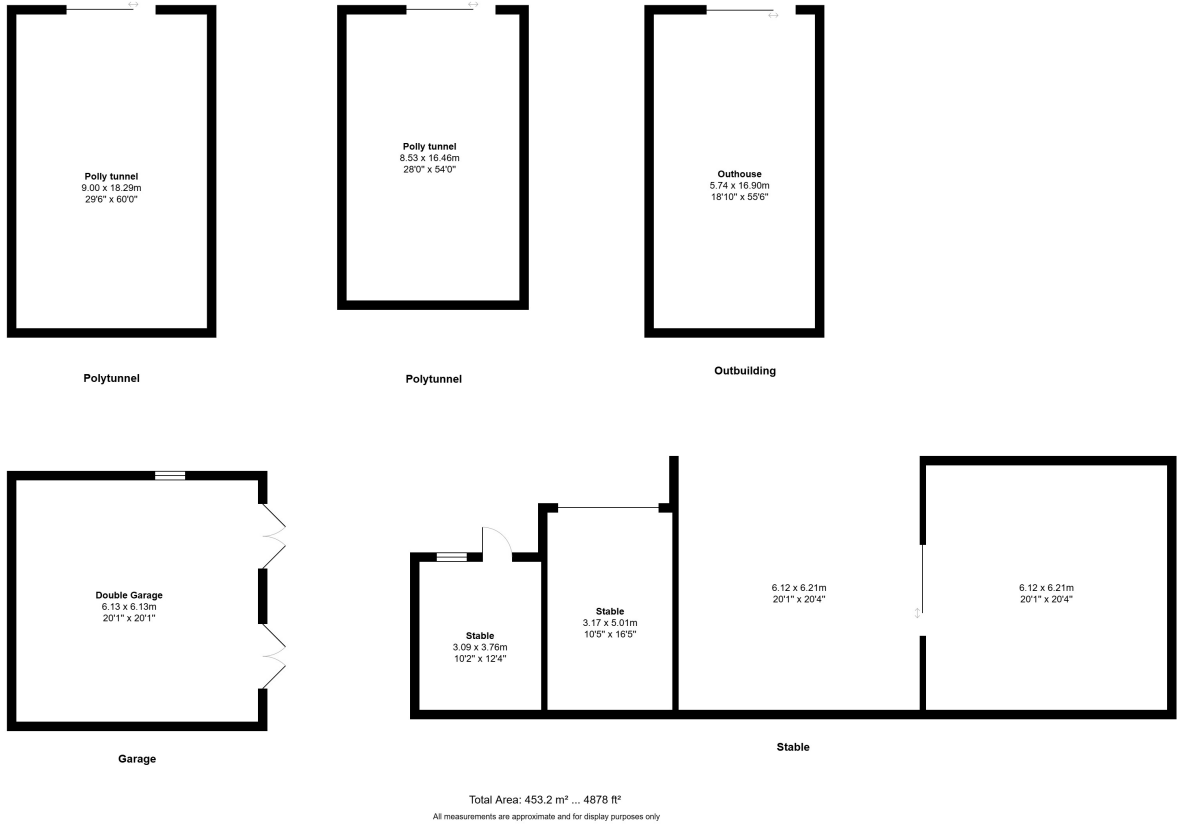 Polly tunnel
9.00 x 18.29m
29'6" x 60'0"
Polly tunnel
8.53 x 16.46m
28'0" x 54'0"
Outhouse
5.74 x 16.90m
18'10" x 55'6"
Polytunnel
Polytunnel
Outbuilding
Double Garage
6.13 x 6.13m
20'1" x 20'1"
Stable
3.09 x 3.76m
10'2" x 12'4"
Stable
3.17 x 5.01m
10'5" x 16'5"
6.12 x 6.21m
20'1" x 20'4"
6.12 x 6.21m
20'1" x 20'4"
Garage
Stable
Total Area: 453.2 m² ... 4878 ft²
All measurements are approximate and for display purposes only